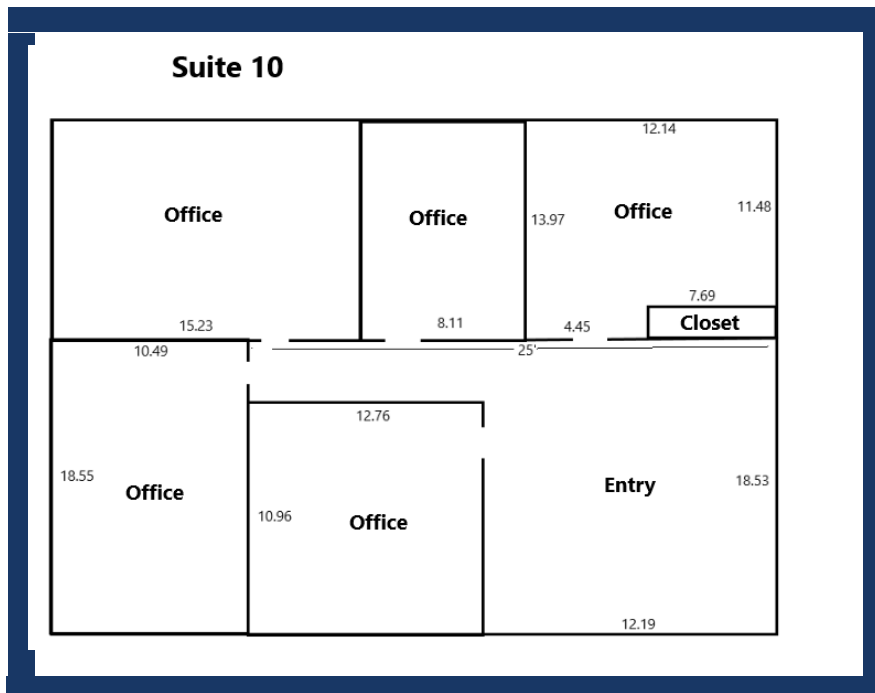 Suite 10
12.14
Office
Office
13.97
Office
11.48
7.69
15.23
8.11
4.45
Closet
10.49
25'
12.76
18.55
Office
10.96
Office
Entry
18.53
12.19